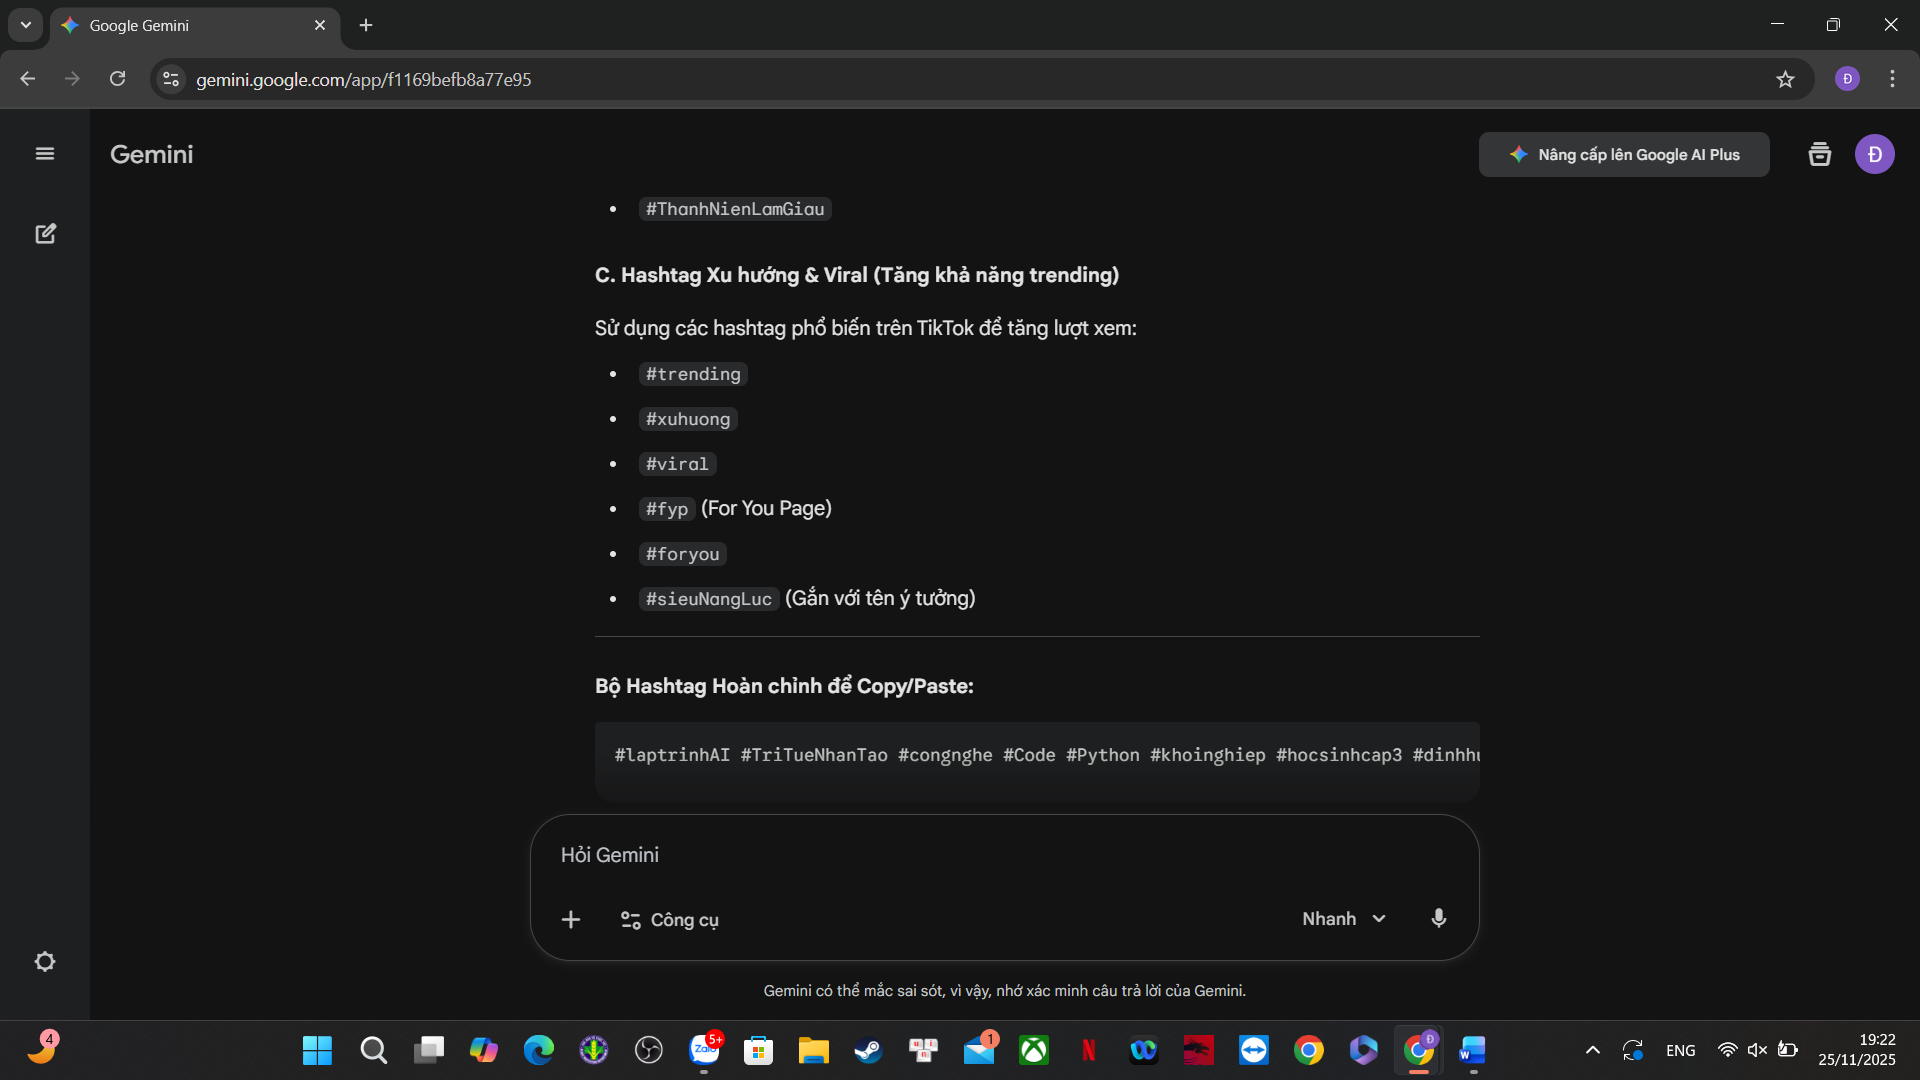 Google Gemini
gemini.google.com/app/f1169befb8a77e95
Đ
Gemini
Nâng cấp lên Google AI Plus
Đ
#ThanhNienLamGiau
C. Hashtag Xu hướng & Viral (Tăng khả năng trending)
Sử dụng các hashtag phổ biến trên TikTok để tăng lượt xem:
#trending
#xuhuong
#viral
#fyp (For You Page)
#foryou
#sieuNangLuc (Gắn với tên ý tưởng)
Bộ Hashtag Hoàn chỉnh để Copy/Paste:
#laptrinhAI #TriTueNhanTao #congnghe #Code #Python #khoinghiep #hocsinhcap3 #dinhhu
Hỏi Gemini
Công cụ
Nhanh
Gemini có thể mắc sai sót, vì vậy, nhớ xác minh câu trả lời của Gemini.
4
Zalo
5+
1
N
Đ
W
ENG
19:22
25/11/2025